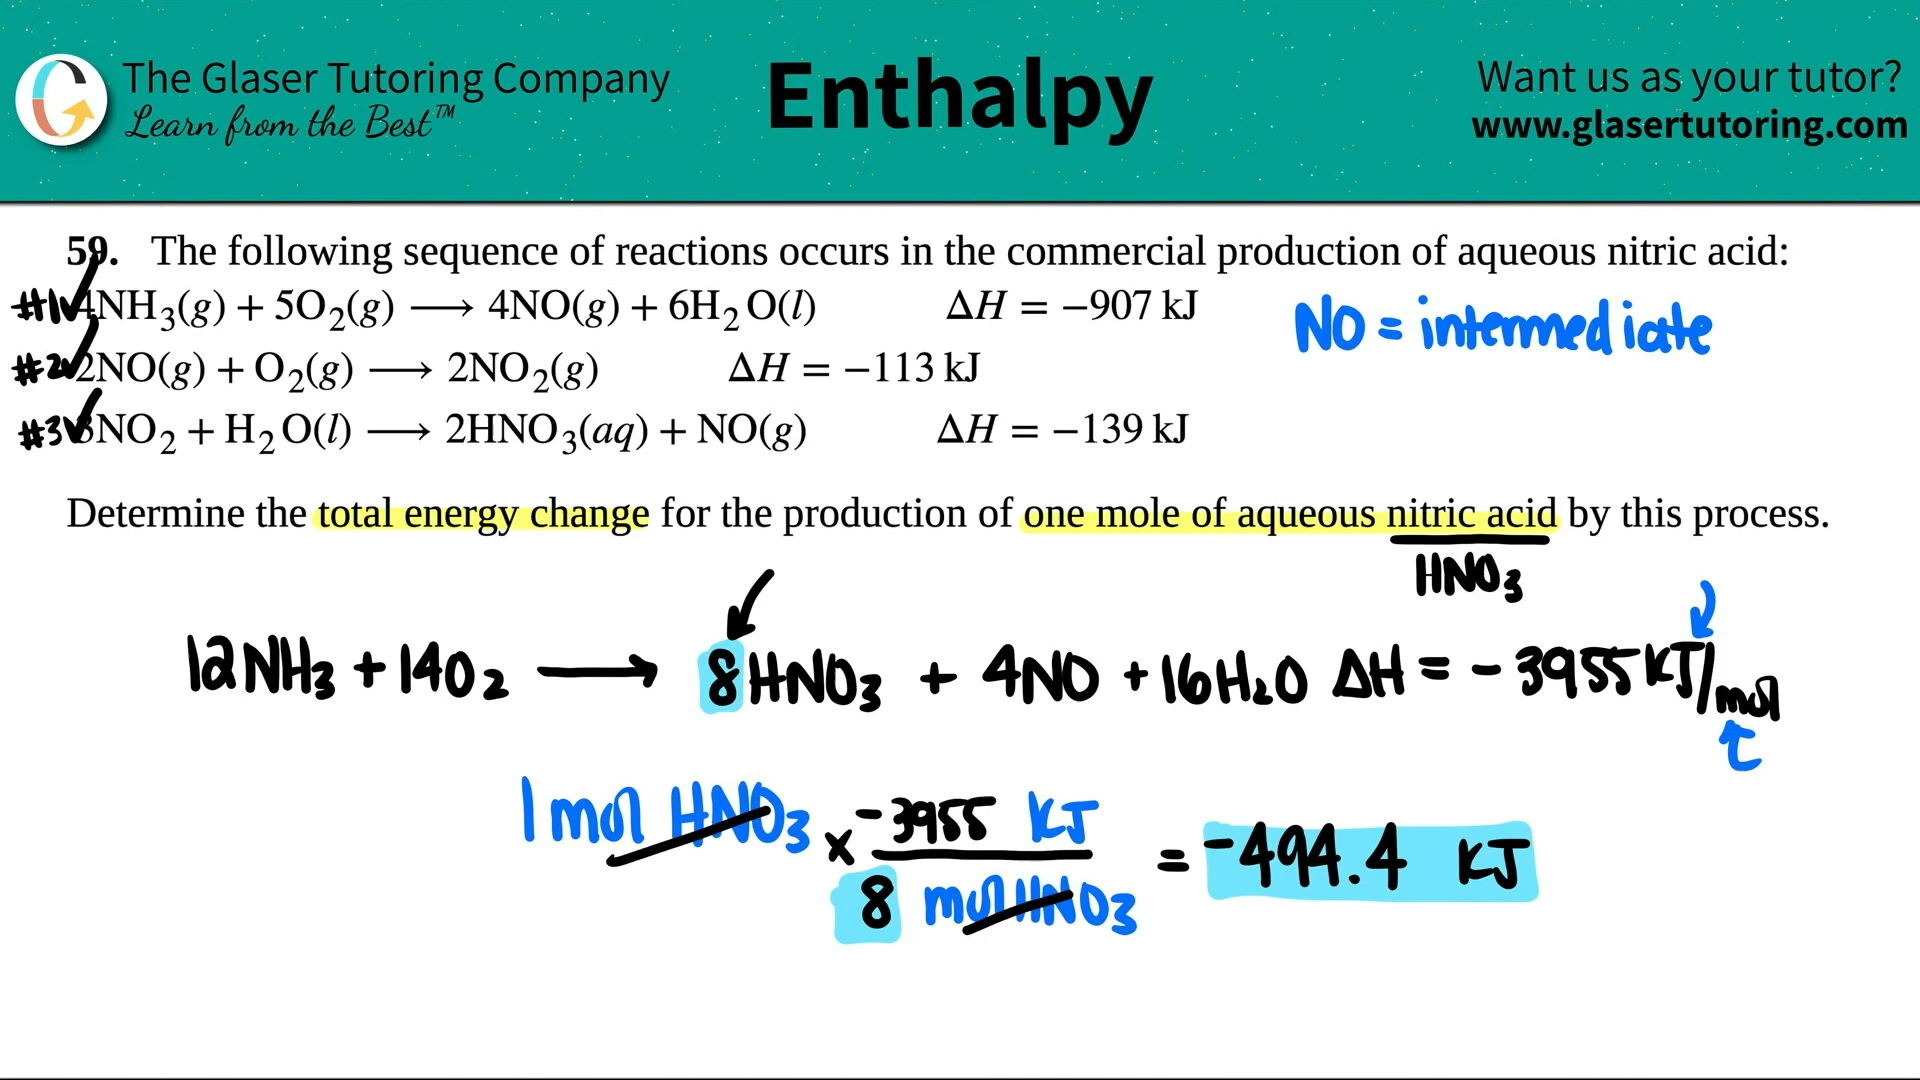 The Glaser Tutoring Company
Learn from the Best™
Enthalpy
Want us as your tutor?
www.glasertutoring.com
59. The following sequence of reactions occurs in the commercial production of aqueous nitric acid:
#1 4NH₃(g) + 5O₂(g) ⟶ 4NO(g) + 6H₂O(l) ΔH = −907 kJ
NO = intermediate
#2 2NO(g) + O₂(g) ⟶ 2NO₂(g) ΔH = −113 kJ
#3 3NO₂ + H₂O(l) ⟶ 2HNO₃(aq) + NO(g) ΔH = −139 kJ
Determine the total energy change for the production of one mole of aqueous nitric acid by this process.
HNO₃
12NH₃ + 14O₂ ⟶ 8HNO₃ + 4NO + 16H₂O ΔH = -3955 KJ/mol
1 mol HNO₃ × -3955 KJ / 8 mol HNO₃ = -494.4 KJ